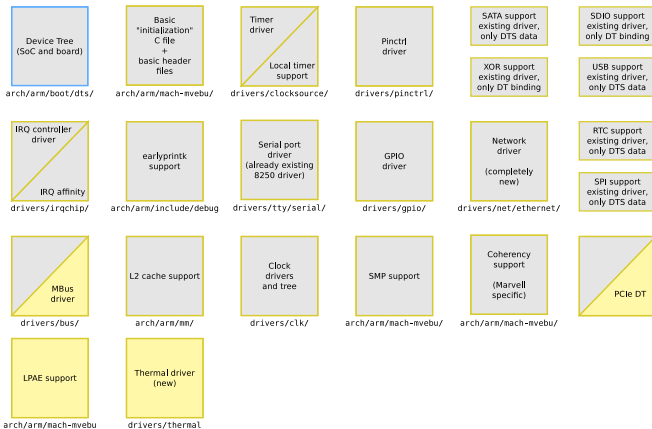 Device Tree
(SoC and board)
arch/arm/boot/dts/
Basic
"initialization"
C file
+
basic header
files
arch/arm/mach-mvebu/
Timer
driver
Local timer
support
drivers/clocksource/
Pinctrl
driver
drivers/pinctrl/
SATA support
existing driver,
only DTS data
XOR support
existing driver,
only DT binding
SDIO support
existing driver,
only DT binding
USB support
existing driver,
only DTS data
IRQ controller
driver
IRQ affinity
drivers/irqchip/
earlyprintk
support
arch/arm/include/debug
Serial port
driver
(already existing
8250 driver)
drivers/tty/serial/
GPIO
driver
drivers/gpio/
Network
driver
(completely
new)
drivers/net/ethernet/
RTC support
existing driver,
only DTS data
SPI support
existing driver,
only DTS data
MBus
driver
drivers/bus/
L2 cache support
arch/arm/mm/
Clock
drivers
and tree
drivers/clk/
SMP support
arch/arm/mach-mvebu/
Coherency
support
(Marvell
specific)
arch/arm/mach-mvebu/
PCIe DT
LPAE support
arch/arm/mach-mvebu
Thermal driver
(new)
drivers/thermal